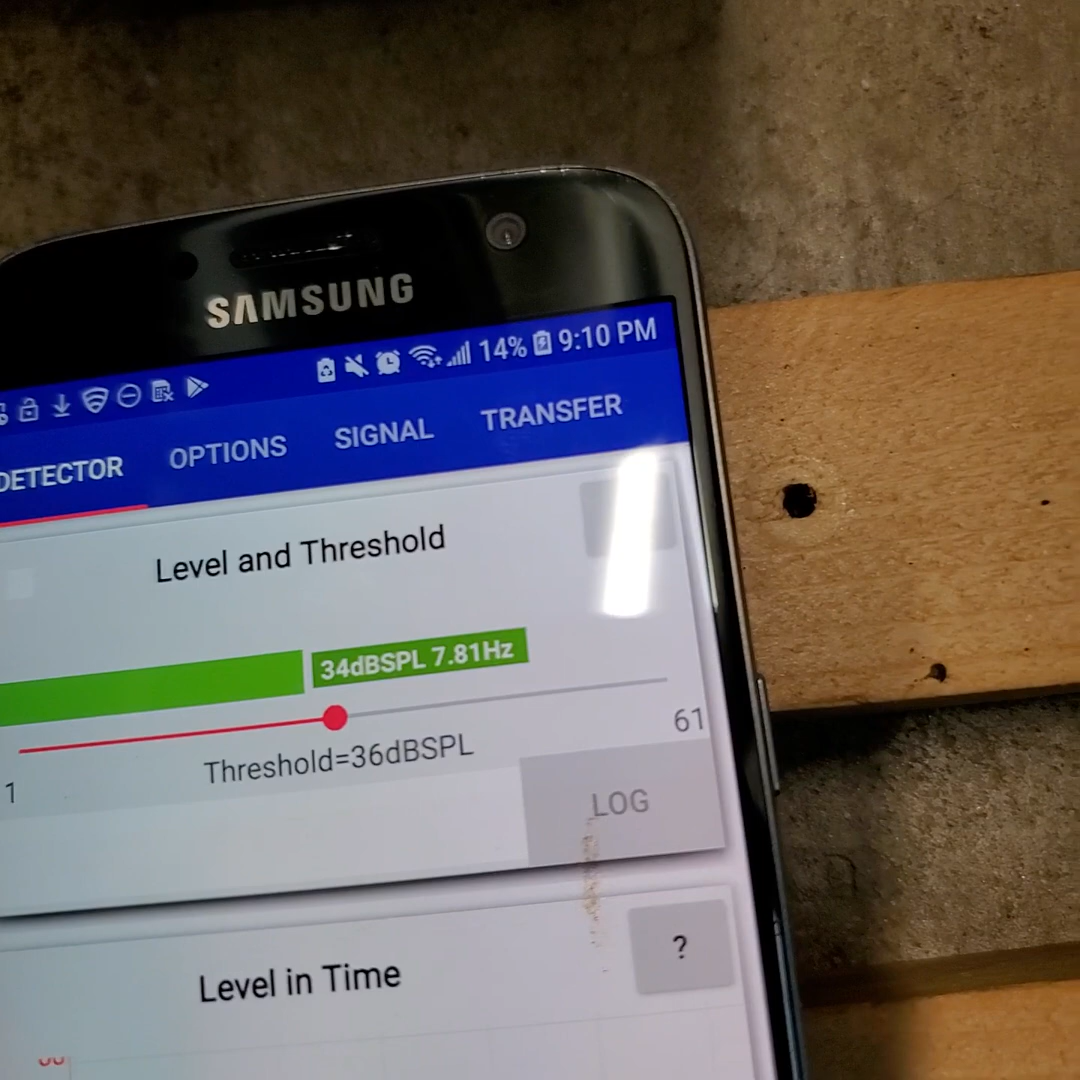 SAMSUNG
14% 9:10 PM
DETECTOR OPTIONS SIGNAL TRANSFER
Level and Threshold
34dBSPL 7.81Hz
61
Threshold=36dBSPL
1
LOG
?
Level in Time